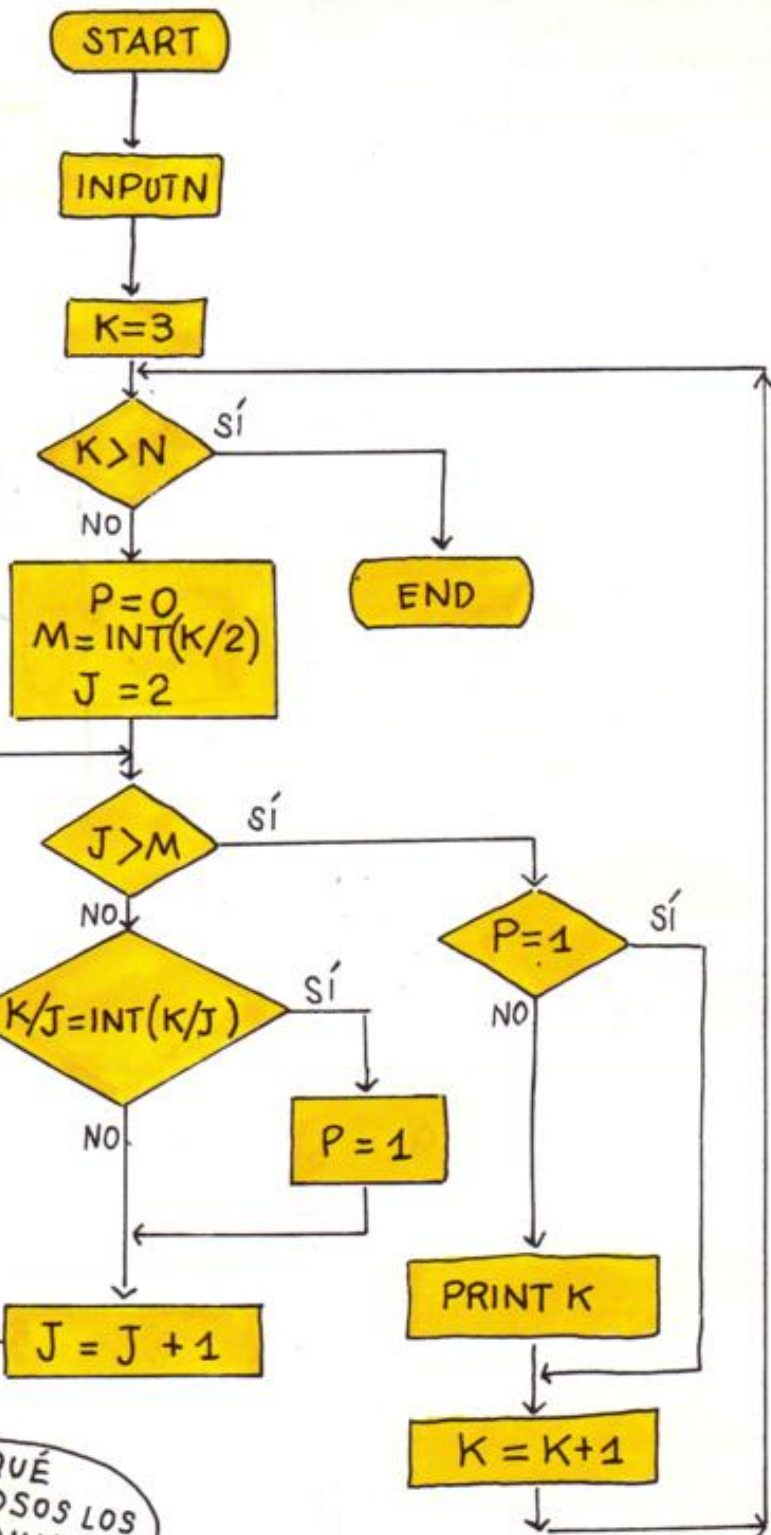 START
INPUTN
K=3
K>N
SÍ
NO
END
P=0
M=INT(K/2)
J=2
J>M
SÍ
NO
P=1
SÍ
NO
K/J=INT(K/J)
SÍ
NO
P = 1
PRINT K
J = J + 1
K = K+1
LOS